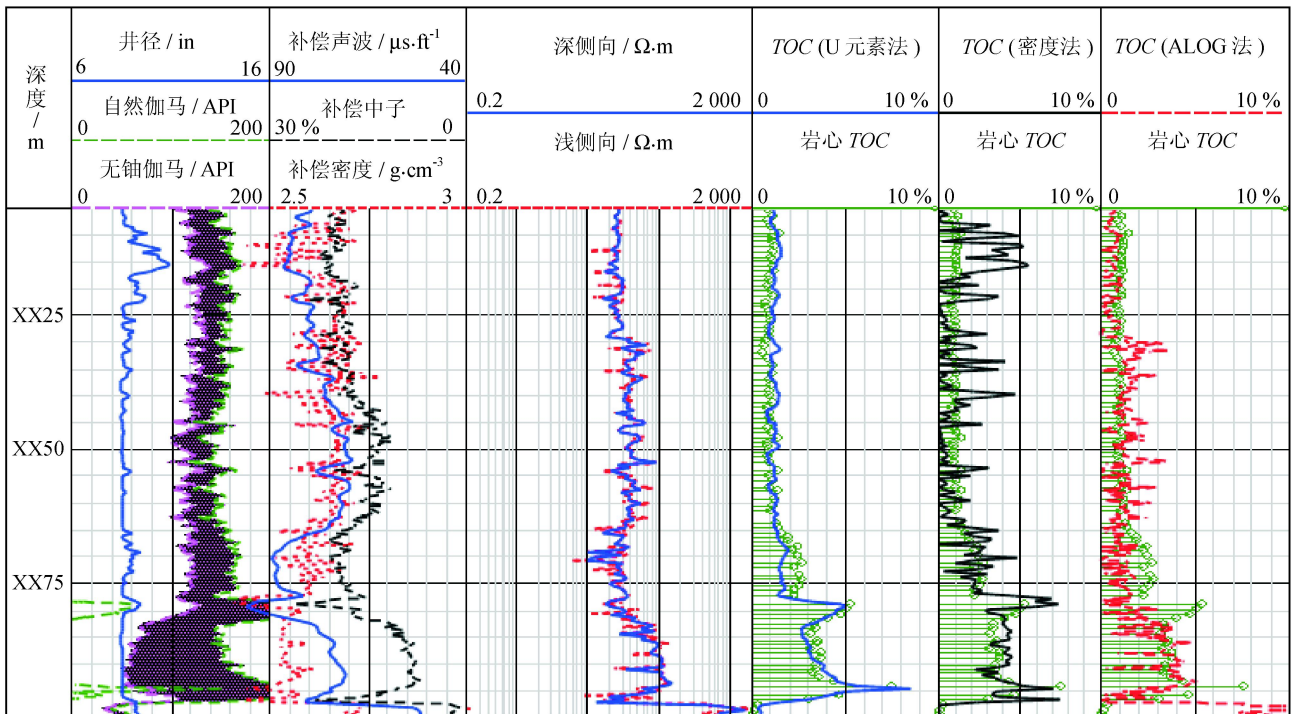 井径 / in
6 16
自然伽马 / API
0 200
无铀伽马 / API
0 200
补偿声波 / μs·ft⁻¹
90 40
补偿中子
30 % 0
补偿密度 / g·cm⁻³
2.5 3
深侧向 / Ω·m
0.2 2 000
浅侧向 / Ω·m
0.2 2 000
TOC (U 元素法)
0 10 %
岩心 TOC
0 10 %
TOC (密度法)
0 10 %
岩心 TOC
0 10 %
TOC (ALOG 法)
0 10 %
岩心 TOC
0 10 %
深度 / m
XX25
XX50
XX75